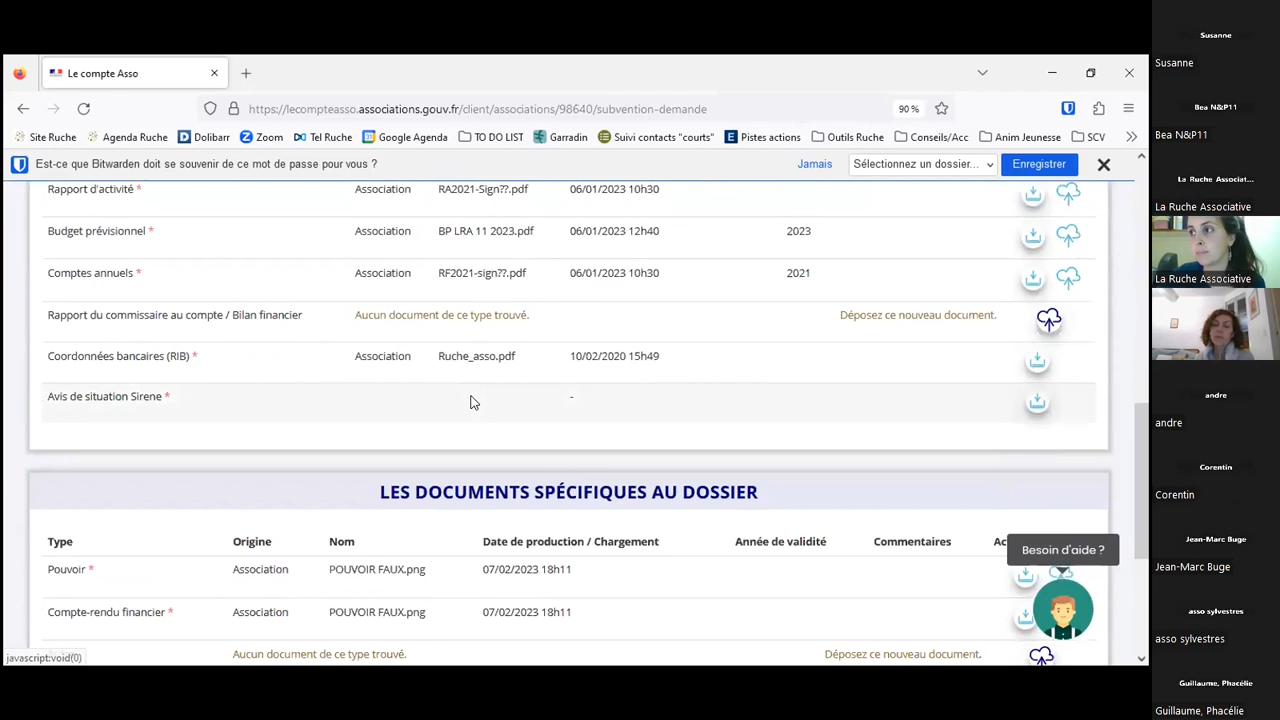 Le compte Asso
https://lecompteasso.associations.gouv.fr/client/associations/98640/subvention-demande
90 %
Site Ruche
Agenda Ruche
Dolibarr
Zoom
Tel Ruche
Google Agenda
TO DO LIST
Garradin
Suivi contacts "courts"
Pistes actions
Outils Ruche
Conseils/Acc
Anim Jeunesse
SCV
Est-ce que Bitwarden doit se souvenir de ce mot de passe pour vous ?
Jamais
Sélectionnez un dossier...
Enregistrer
Rapport d'activité * Association RA2021-Sign??.pdf 06/01/2023 10h30
Budget prévisionnel * Association BP LRA 11 2023.pdf 06/01/2023 12h40 2023
Comptes annuels * Association RF2021-sign??.pdf 06/01/2023 10h30 2021
Rapport du commissaire au compte / Bilan financier Aucun document de ce type trouvé. Déposez ce nouveau document.
Coordonnées bancaires (RIB) * Association Ruche_asso.pdf 10/02/2020 15h49
Avis de situation Sirene * -
LES DOCUMENTS SPÉCIFIQUES AU DOSSIER
Type Origine Nom Date de production / Chargement Année de validité Commentaires
Besoin d'aide ?
Pouvoir * Association POUVOIR FAUX.png 07/02/2023 18h11
Compte-rendu financier * Association POUVOIR FAUX.png 07/02/2023 18h11
Aucun document de ce type trouvé. Déposez ce nouveau document.
javascript:void(0)
Susanne
Susanne
Bea N&P11
Bea N&P11
La Ruche Associat...
La Ruche Associative
La Ruche Associative
andre
andre
Corentin
Corentin
Jean-Marc Buge
Jean-Marc Buge
asso sylvestres
asso sylvestres
Guillaume, Phacélie
Guillaume, Phacélie